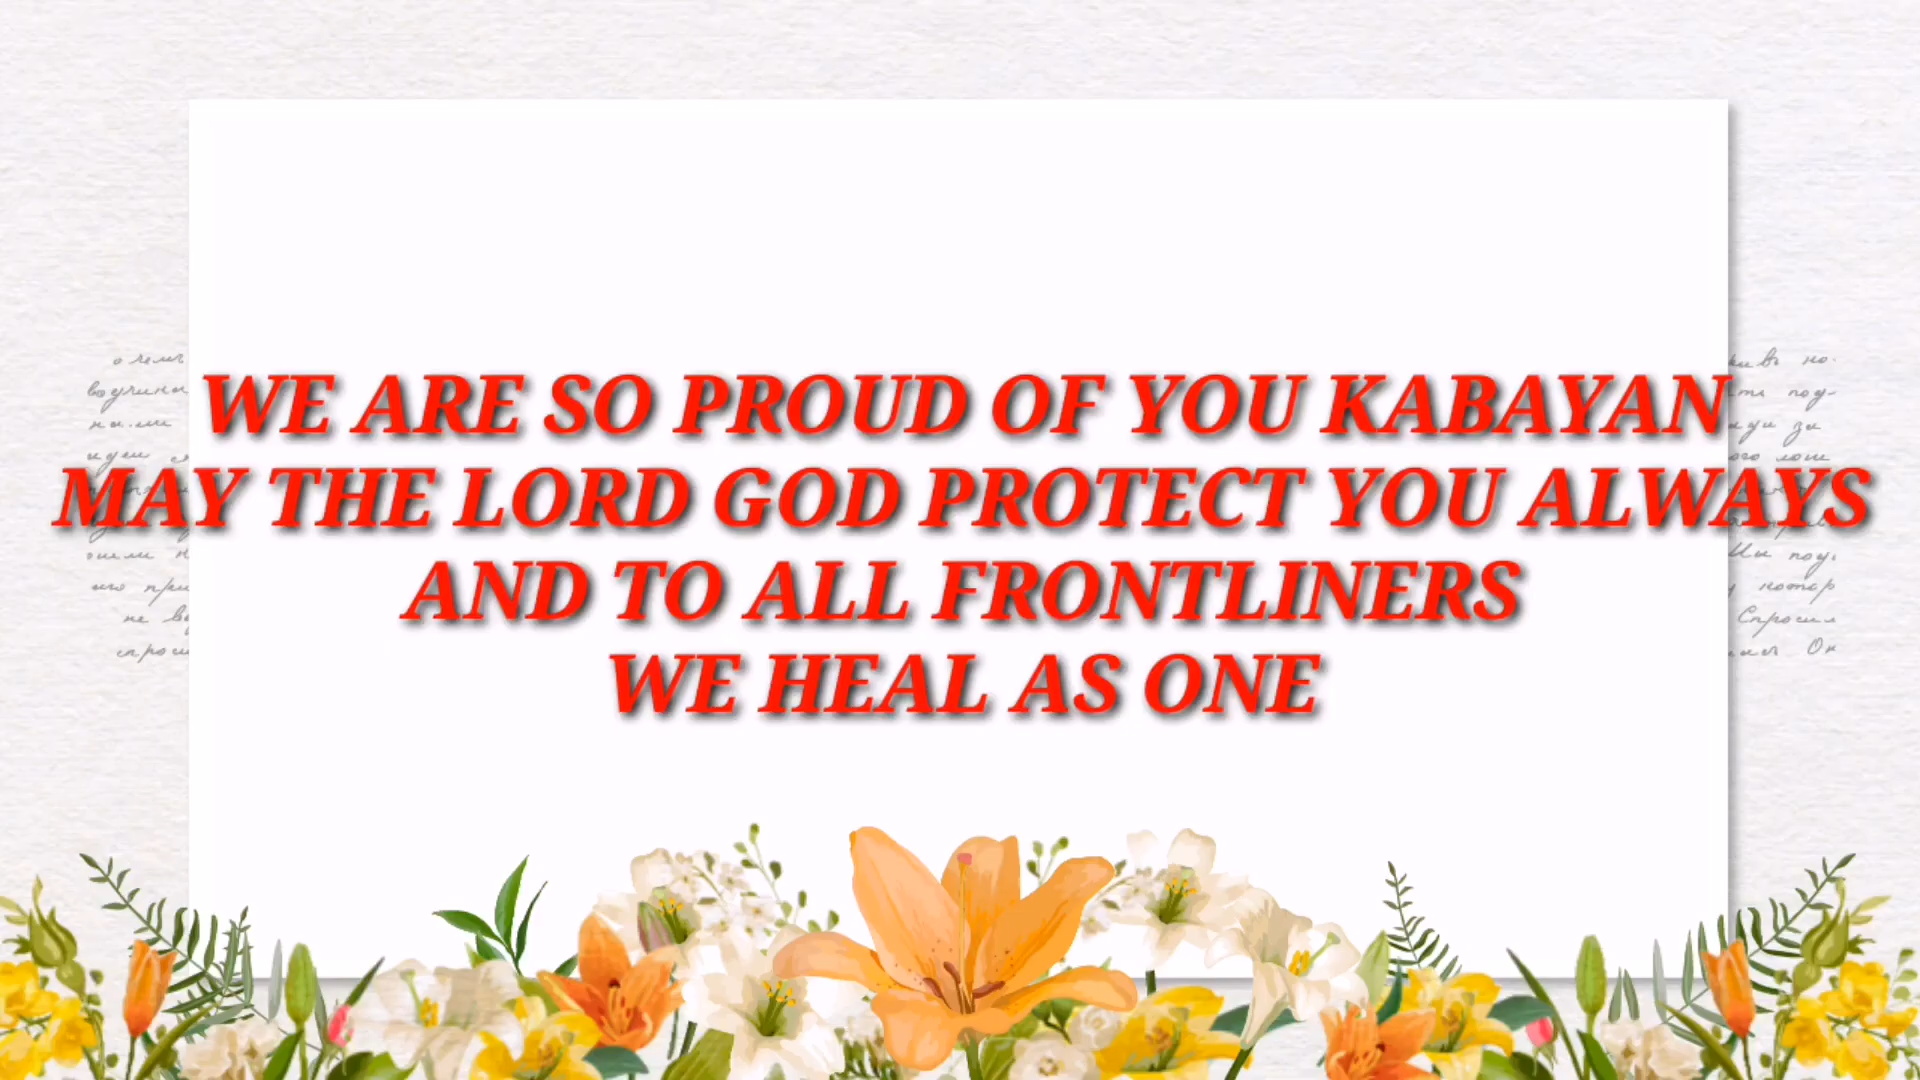 WE ARE SO PROUD OF YOU KABAYAN
MAY THE LORD GOD PROTECT YOU ALWAYS
AND TO ALL FRONTLINERS
WE HEAL AS ONE